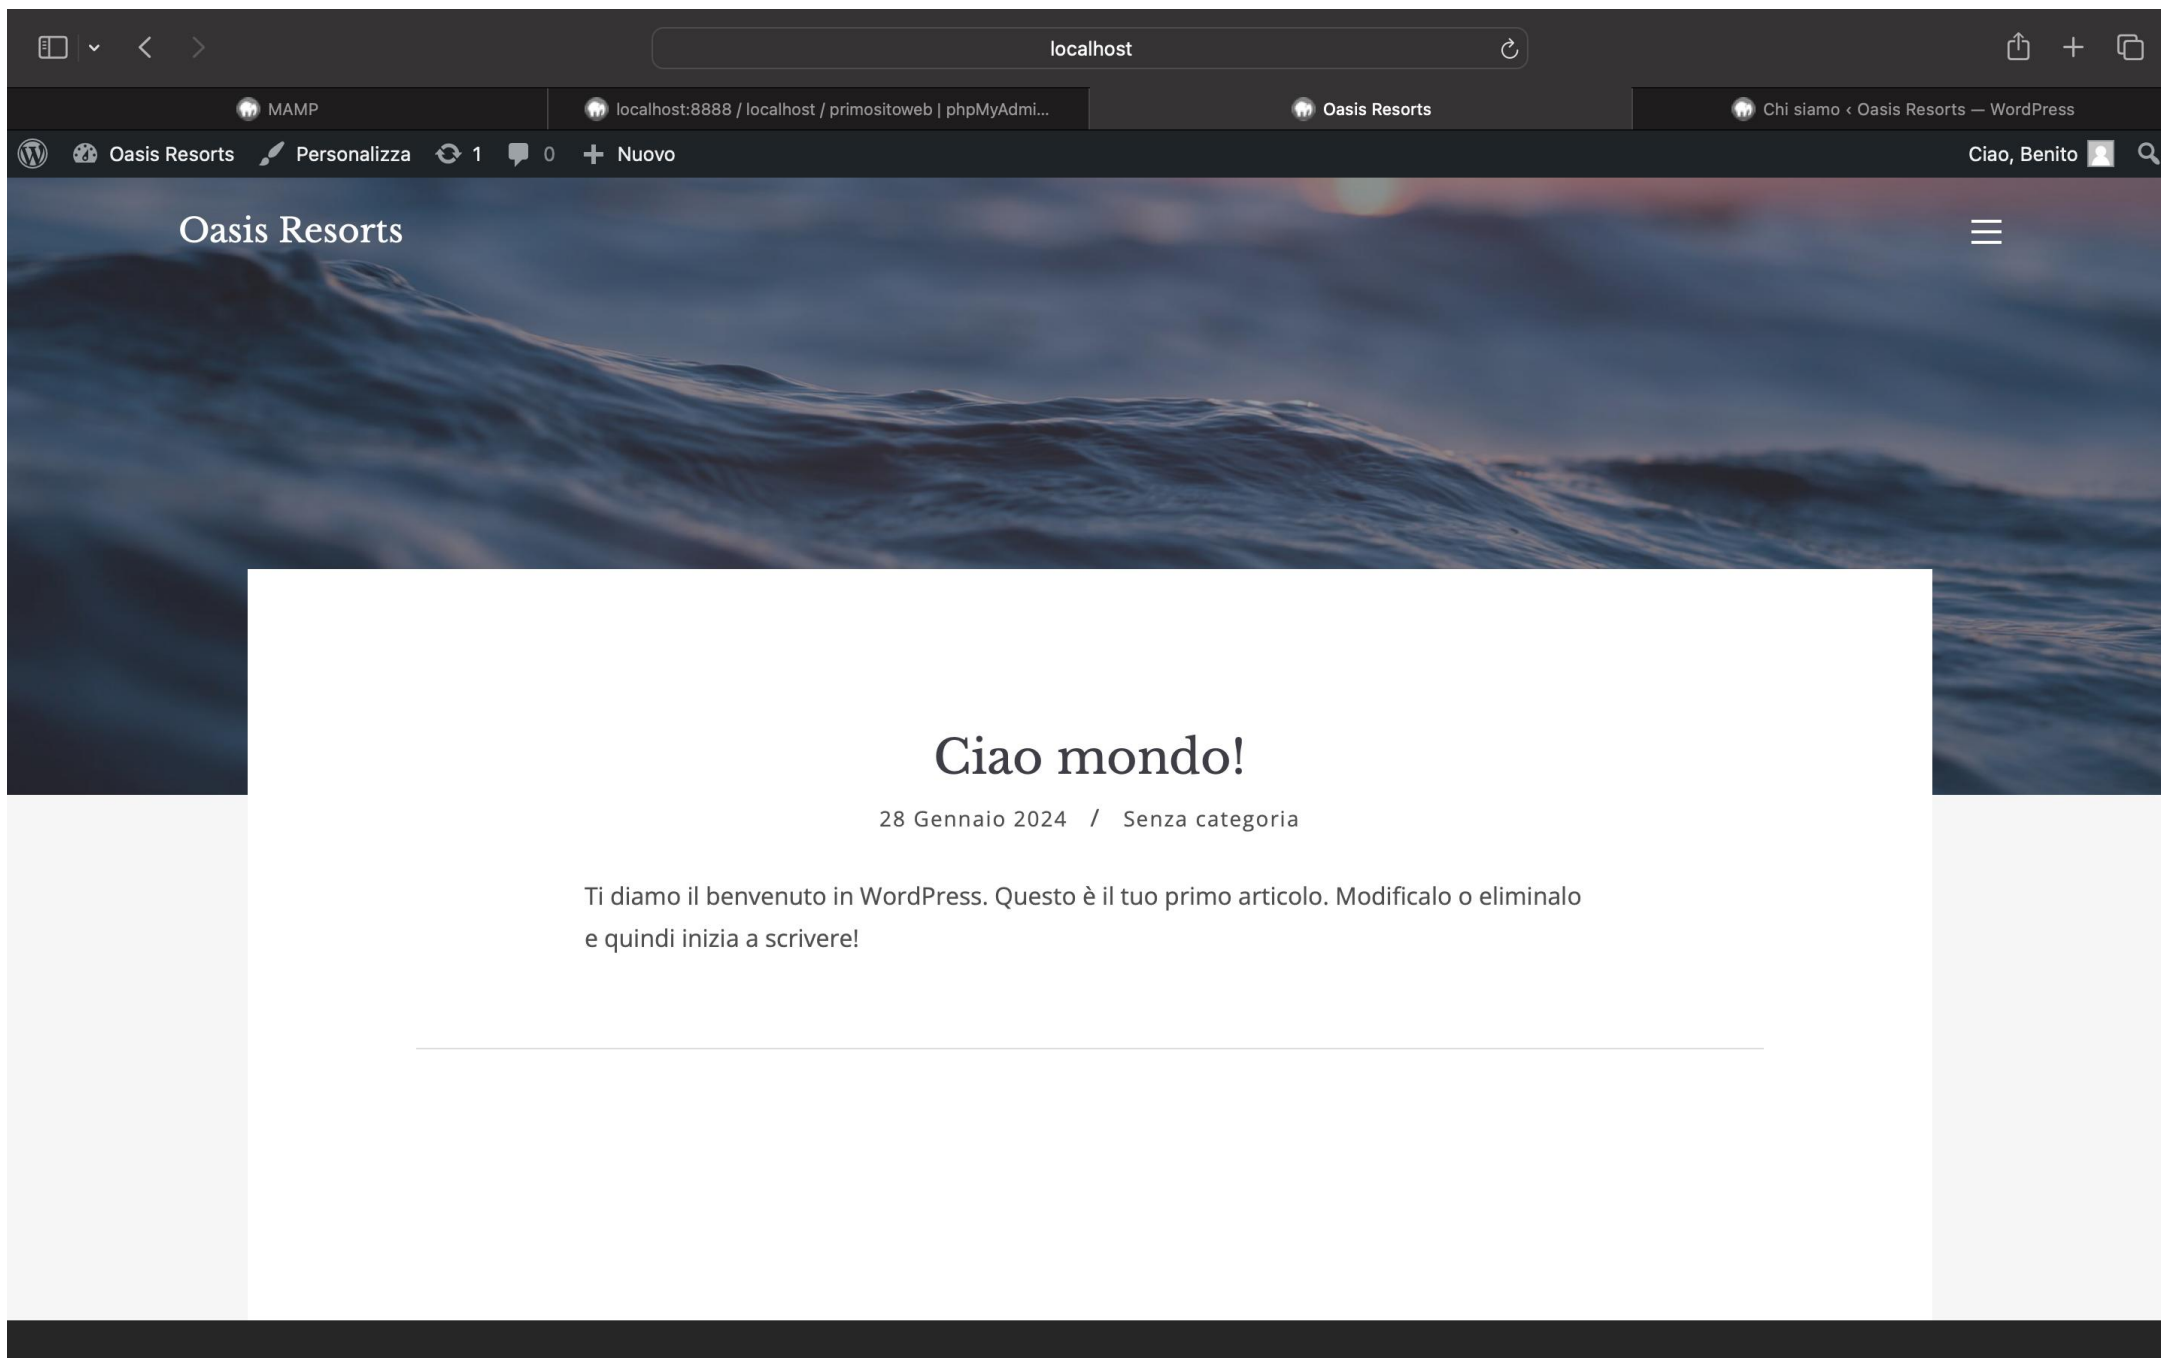 localhost
MAMP
localhost:8888 / localhost / primositoweb | phpMyAdmi...
Oasis Resorts
Chi siamo ‹ Oasis Resorts — WordPress
Oasis Resorts Personalizza 1 0 Nuovo
Ciao, Benito
Oasis Resorts
Ciao mondo!
28 Gennaio 2024 / Senza categoria
Ti diamo il benvenuto in WordPress. Questo è il tuo primo articolo. Modificalo o eliminalo
e quindi inizia a scrivere!